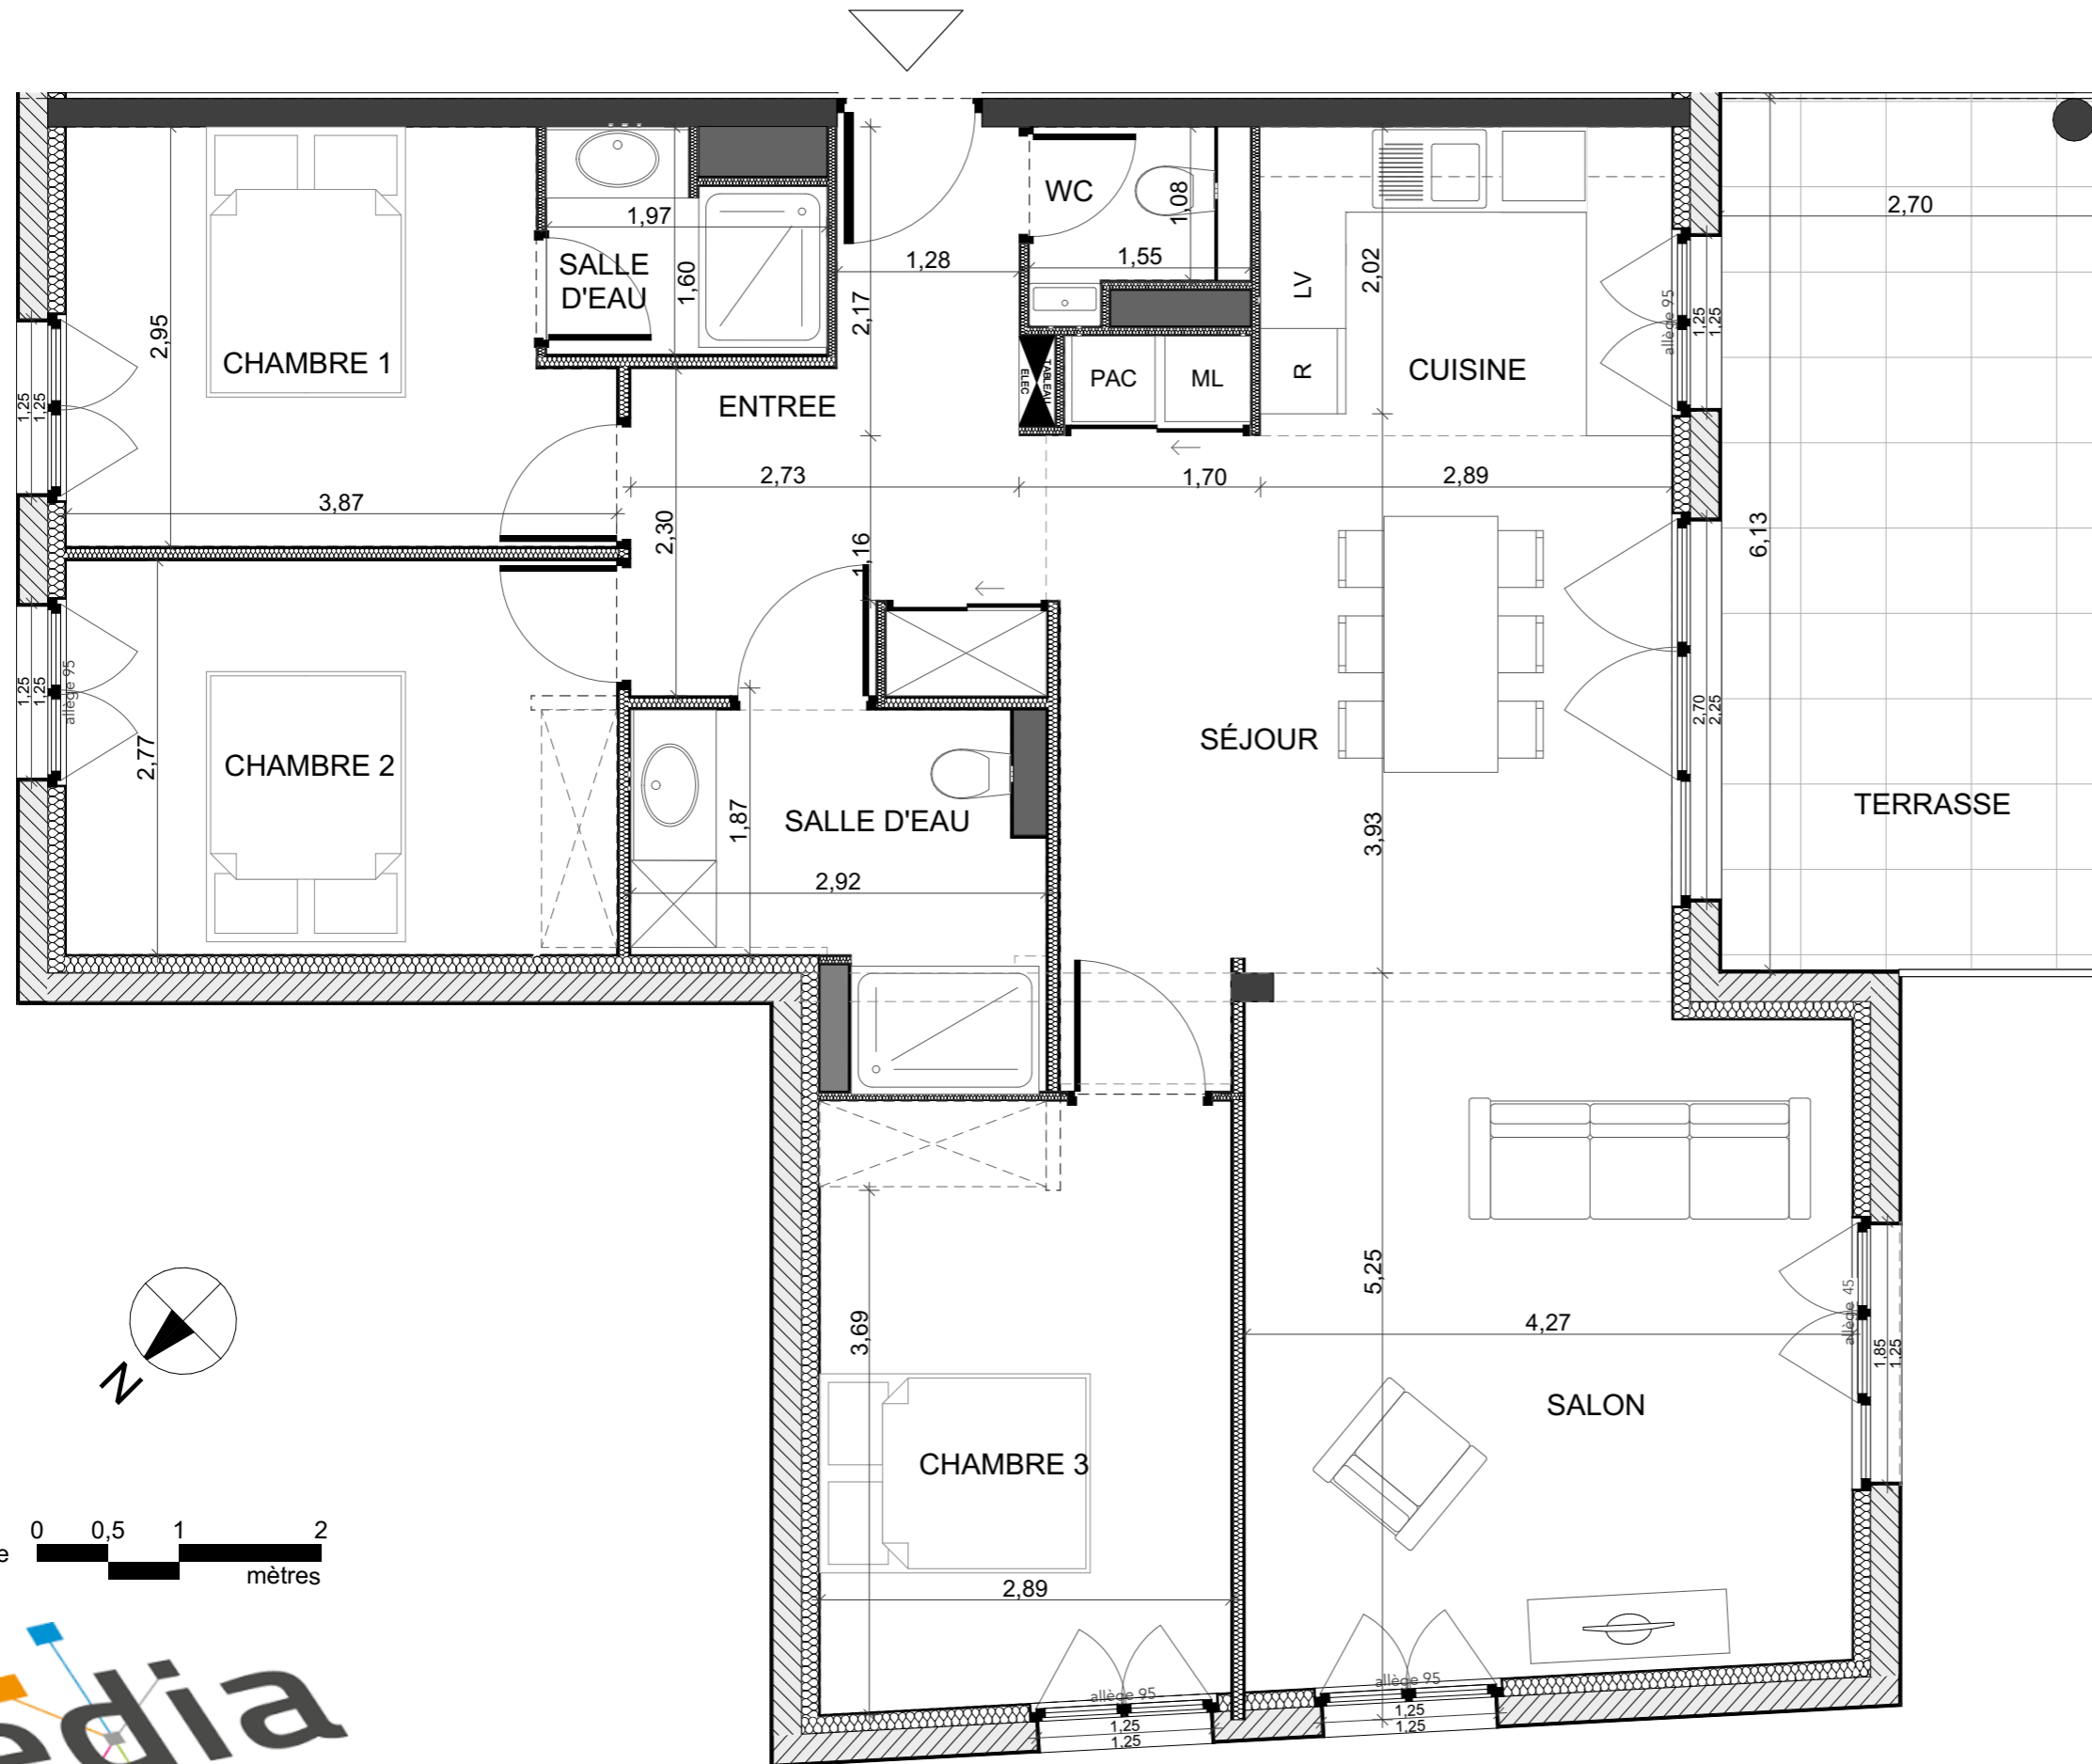 WC
1,08
2,70
1,97
SALLE
D'EAU
1,60
1,28
1,55
2,17
LV
2,02
allège 95
1,25
1,25
2,95
CHAMBRE 1
TABLEAU
ELEC
PAC
ML
R
CUISINE
1,25
1,25
ENTREE
2,73
1,70
2,89
3,87
2,30
1,16
6,13
1,25
1,25
allège 95
2,77
CHAMBRE 2
SÉJOUR
2,70
2,25
1,87
SALLE D'EAU
3,93
TERRASSE
2,92
5,25
3,69
4,27
allège 45
1,85
1,25
N
SALON
CHAMBRE 3
0 0,5 1 2
e
mètres
2,89
allège 95
1,25
1,25
allège 95
1,25
1,25
edia